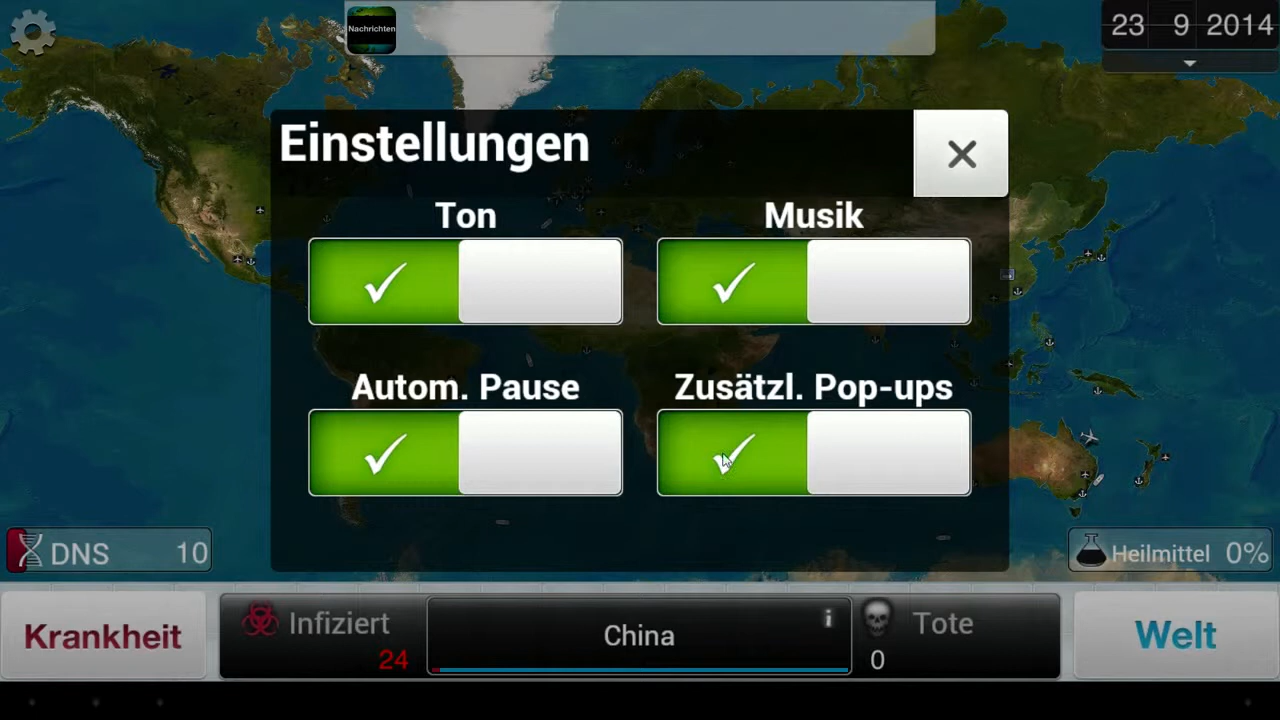 Nachrichten
23 9 2014
Einstellungen
Ton
Musik
Autom. Pause
Zusätzl. Pop-ups
DNS 10
Heilmittel 0%
Krankheit
Infiziert
24
China
Tote
0
Welt